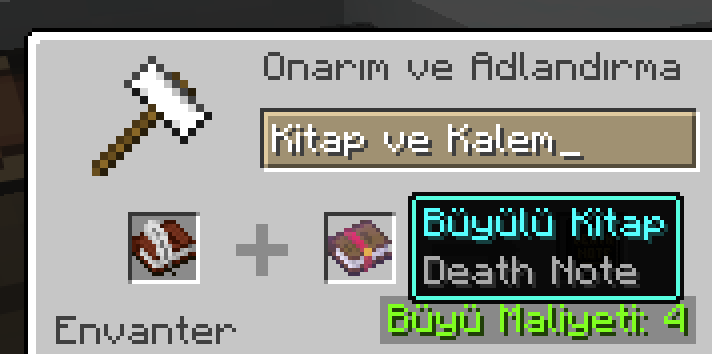 Onarım ve Adlandırma
Kitap ve Kalem_
Büyülü Kitap
Death Note
Büyü Maliyeti: 4
Envanter